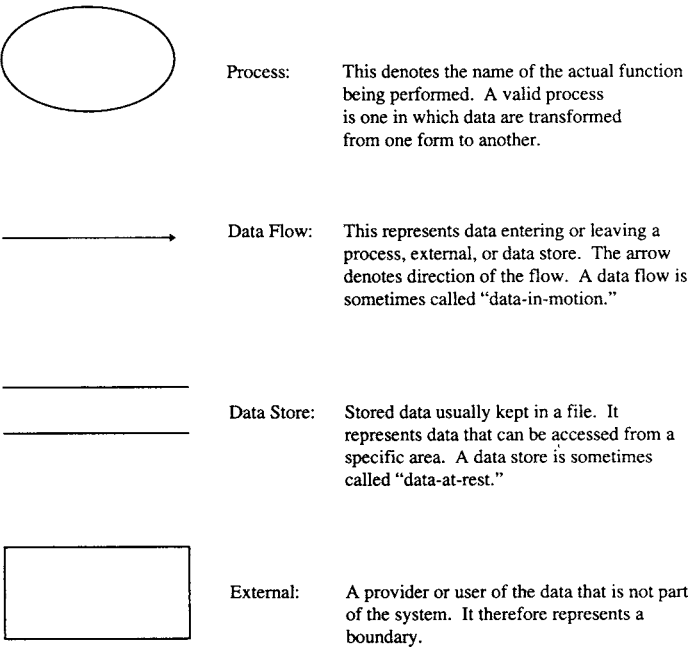 Process: This denotes the name of the actual function
being performed. A valid process
is one in which data are transformed
from one form to another.
Data Flow: This represents data entering or leaving a
process, external, or data store. The arrow
denotes direction of the flow. A data flow is
sometimes called “data-in-motion.”
Data Store: Stored data usually kept in a file. It
represents data that can be accessed from a
specific area. A data store is sometimes
called “data-at-rest.”
External: A provider or user of the data that is not part
of the system. It therefore represents a
boundary.